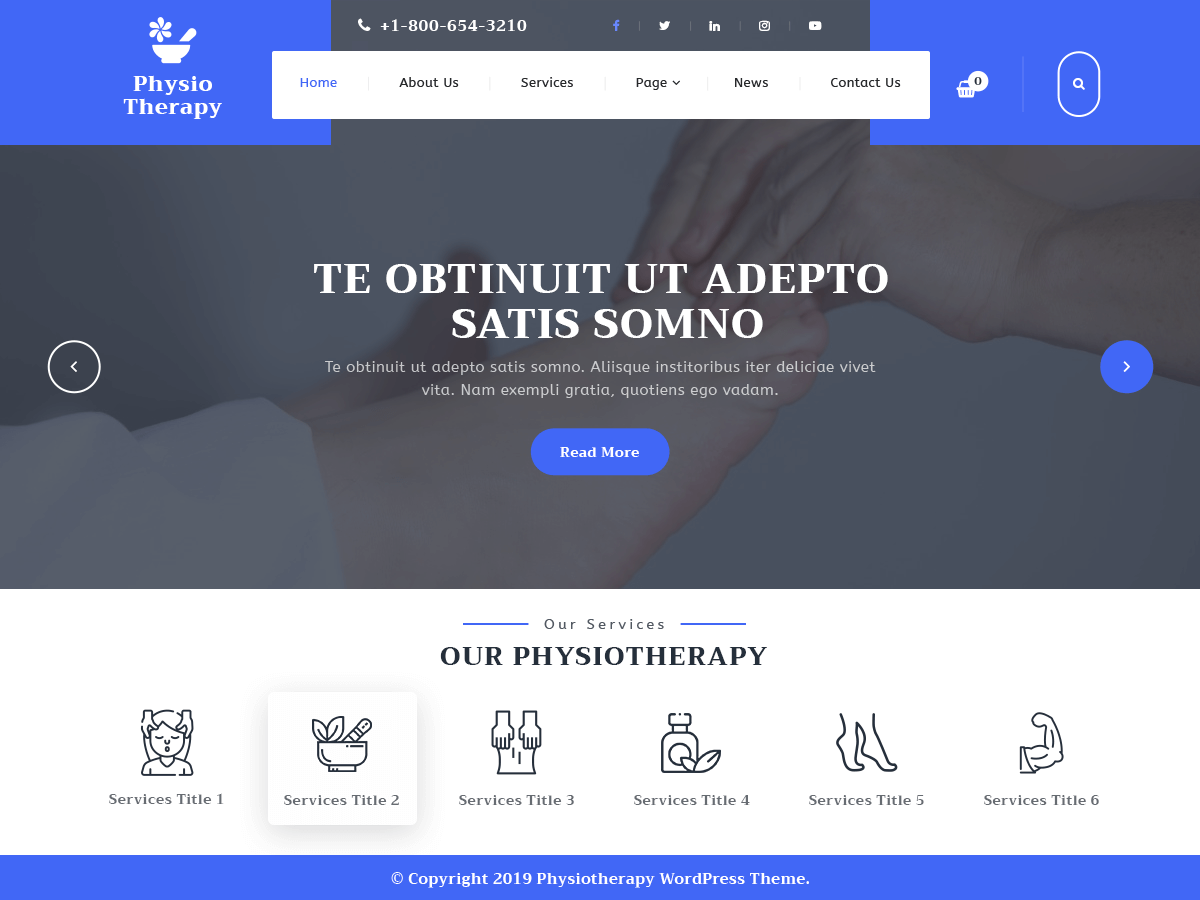 Physio
Therapy
+1-800-654-3210
Home
About Us
Services
Page
News
Contact Us
0
TE OBTINUIT UT ADEPTO
SATIS SOMNO
Te obtinuit ut adepto satis somno. Aliisque institoribus iter deliciae vivet
vita. Nam exempli gratia, quotiens ego vadam.
Read More
Our Services
OUR PHYSIOTHERAPY
Services Title 1
Services Title 2
Services Title 3
Services Title 4
Services Title 5
Services Title 6
© Copyright 2019 Physiotherapy WordPress Theme.